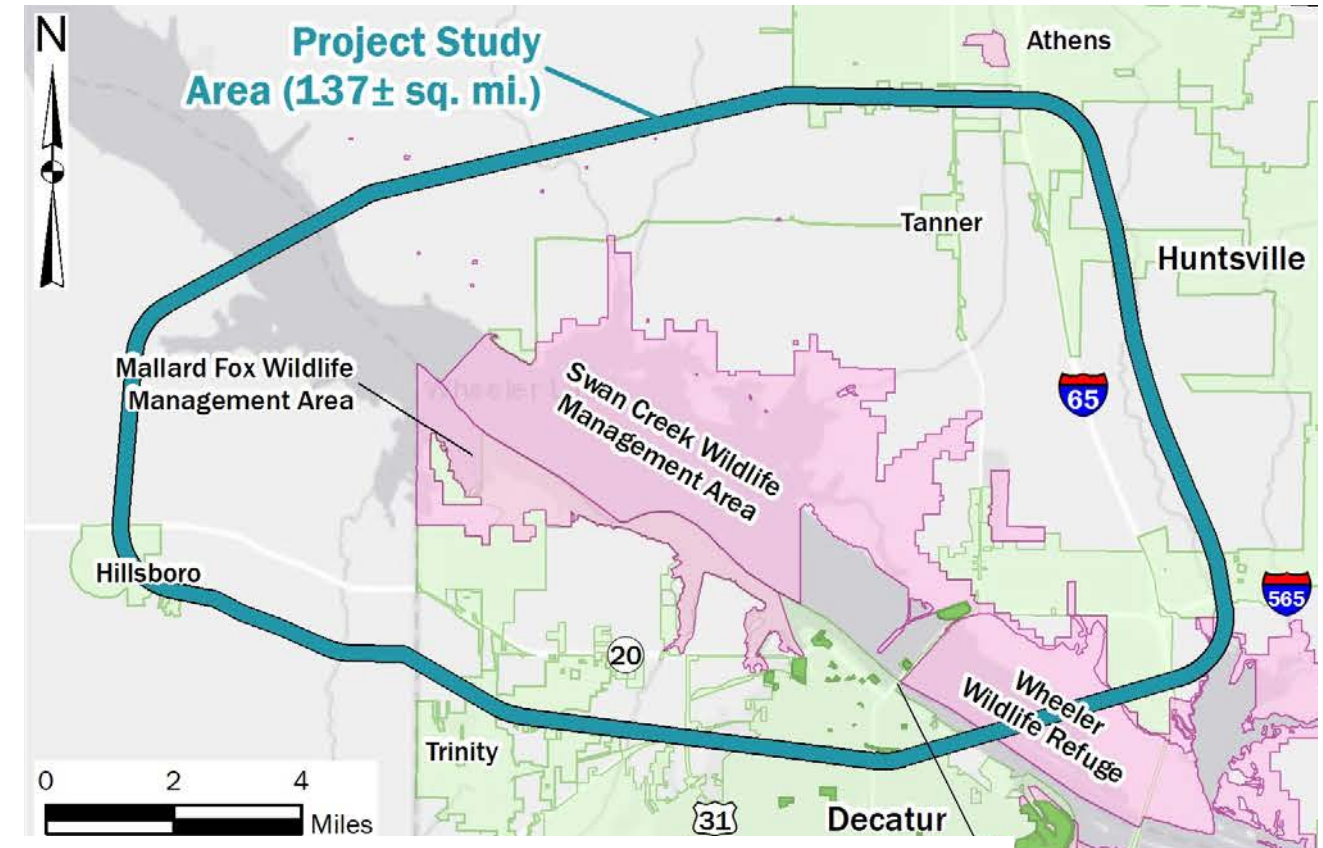 N
Project Study
Area (137± sq. mi.)
Athens
Tanner
Huntsville
Mallard Fox Wildlife
Management Area
Wheeler L
Swan Creek Wildlife
Management Area
65
Hillsboro
565
20
Wheeler
Wildlife Refuge
Trinity
0 2 4
Miles
31
Decatur